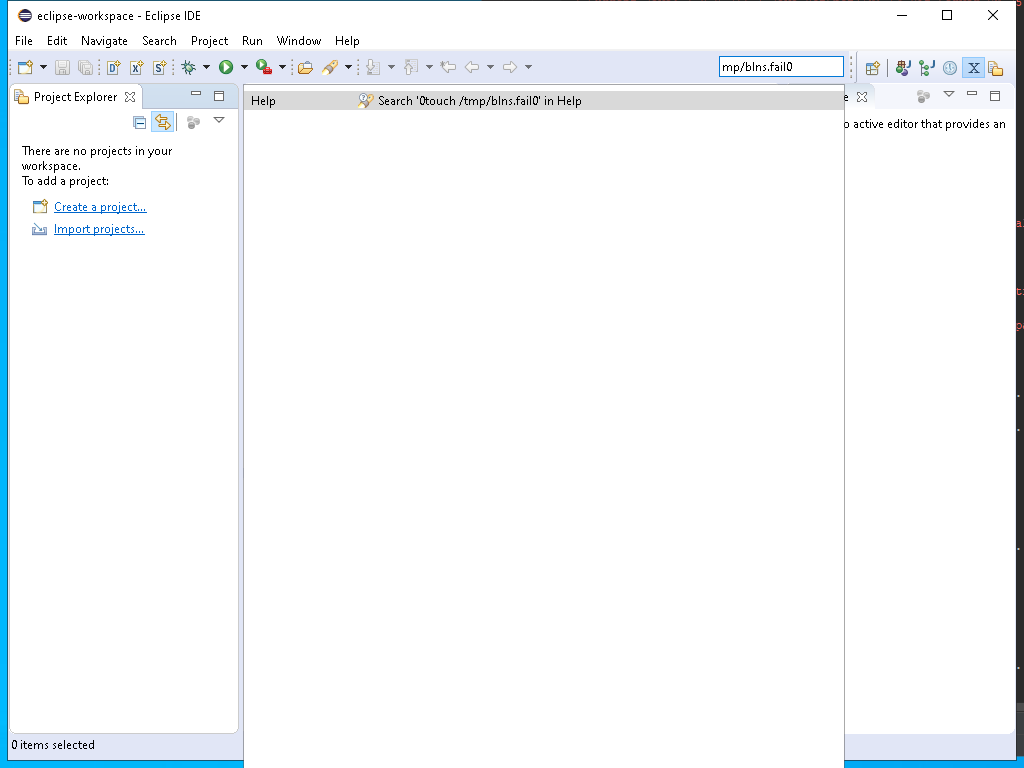 eclipse-workspace - Eclipse IDE
File Edit Navigate Search Project Run Window Help
mp/blns.fail0
Project Explorer
Help Search '0touch /tmp/blns.fail0' in Help
o active editor that provides an
There are no projects in your
workspace.
To add a project:
Create a project...
Import projects...
0 items selected